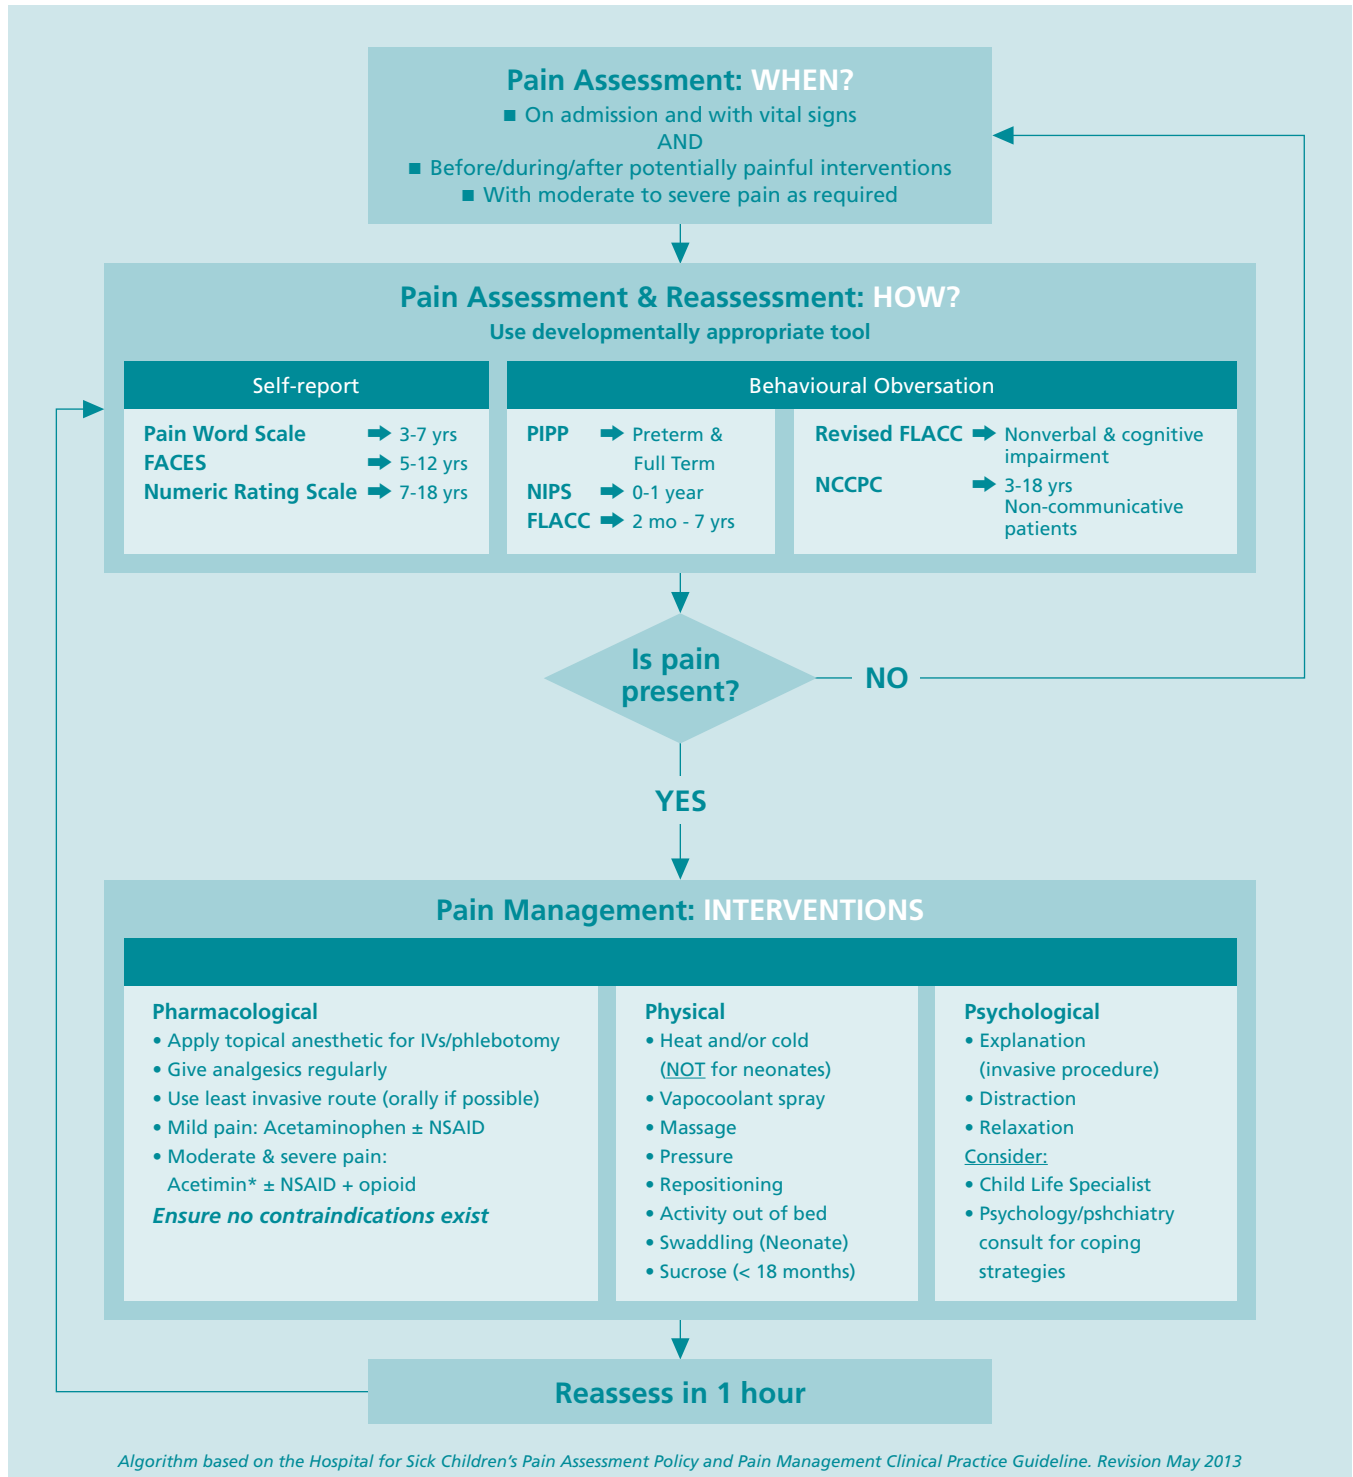 Pain Assessment: WHEN?
■ On admission and with vital signs
AND
■ Before/during/after potentially painful interventions
■ With moderate to severe pain as required
Pain Assessment & Reassessment: HOW?
Use developmentally appropriate tool
Self-report
Pain Word Scale ➡ 3-7 yrs
FACES ➡ 5-12 yrs
Numeric Rating Scale ➡ 7-18 yrs
Behavioural Obversation
PIPP ➡ Preterm &
Full Term
NIPS ➡ 0-1 year
FLACC ➡ 2 mo - 7 yrs
Revised FLACC ➡ Nonverbal & cognitive
impairment
NCCPC ➡ 3-18 yrs
Non-communicative
patients
Is pain
present?
NO
YES
Pain Management: INTERVENTIONS
Pharmacological
• Apply topical anesthetic for IVs/phlebotomy
• Give analgesics regularly
• Use least invasive route (orally if possible)
• Mild pain: Acetaminophen ± NSAID
• Moderate & severe pain:
Acetimin* ± NSAID + opioid
Ensure no contraindications exist
Physical
• Heat and/or cold
(NOT for neonates)
• Vapocoolant spray
• Massage
• Pressure
• Repositioning
• Activity out of bed
• Swaddling (Neonate)
• Sucrose (< 18 months)
Psychological
• Explanation
(invasive procedure)
• Distraction
• Relaxation
Consider:
• Child Life Specialist
• Psychology/pshchiatry
consult for coping
strategies
Reassess in 1 hour
Algorithm based on the Hospital for Sick Children's Pain Assessment Policy and Pain Management Clinical Practice Guideline. Revision May 2013